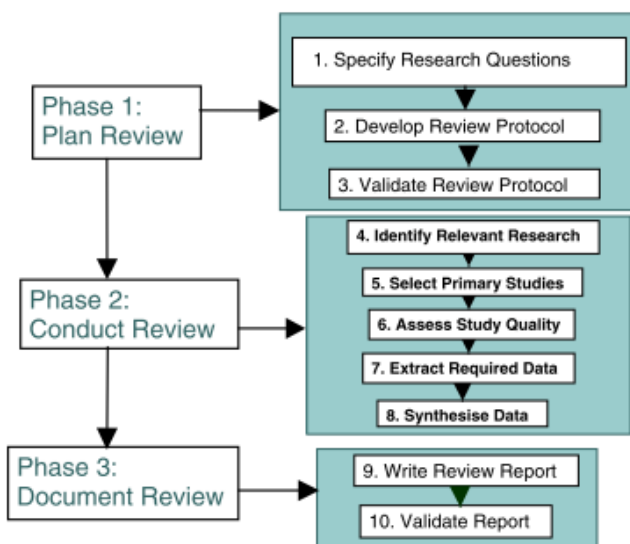 Phase 1:
Plan Review
1. Specify Research Questions
2. Develop Review Protocol
3. Validate Review Protocol
Phase 2:
Conduct Review
4. Identify Relevant Research
5. Select Primary Studies
6. Assess Study Quality
7. Extract Required Data
8. Synthesise Data
Phase 3:
Document Review
9. Write Review Report
10. Validate Report